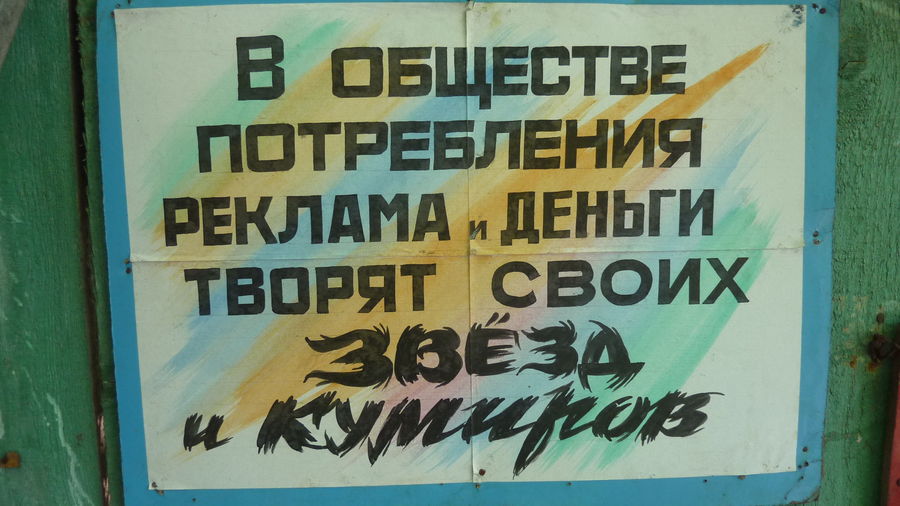 В ОБЩЕСТВЕ
ПОТРЕБЛЕНИЯ
РЕКЛАМА и ДЕНЬГИ
ТВОРЯТ СВОИХ
ЗВЁЗД
и КУМИРОВ